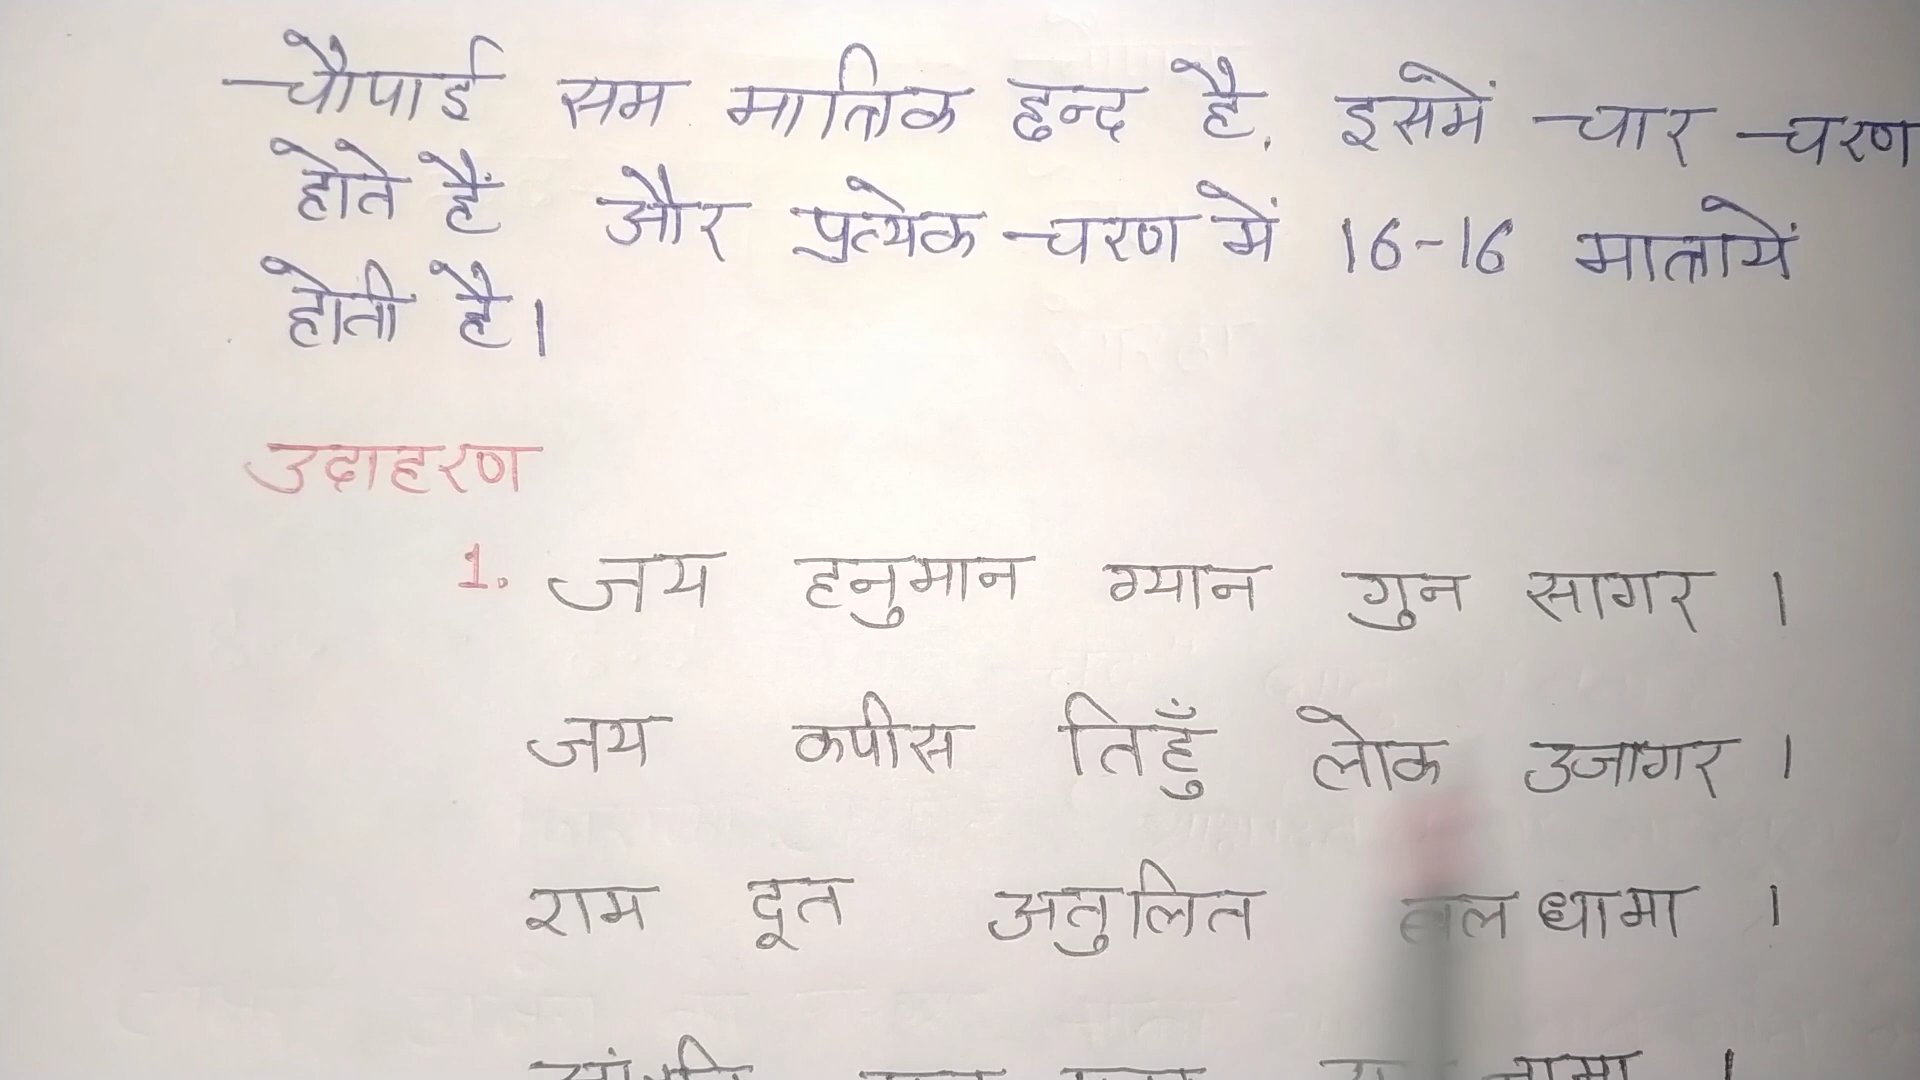 चौपाई सम मात्रिक छन्द है. इसमें चार चरण
होते हैं और प्रत्येक चरण में 16-16 मात्रायें
होती है।
उदाहरण
1. जय हनुमान ग्यान गुन सागर ।
जय कपीस तिहुँ लोक उजागर ।
राम दूत अतुलित बल धामा ।
नामा ।